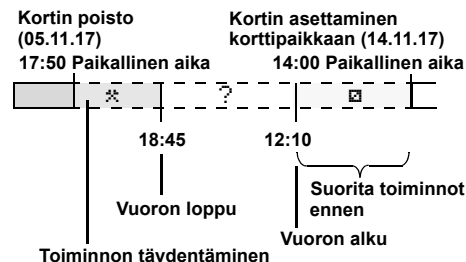 Kortin poisto
(05.11.17)
17:50 Paikallinen aika
Kortin asettaminen
korttipaikkaan (14.11.17)
14:00 Paikallinen aika
?
18:45
12:10
Suorita toiminnot
ennen
Vuoron loppu
Vuoron alku
Toiminnon täydentäminen